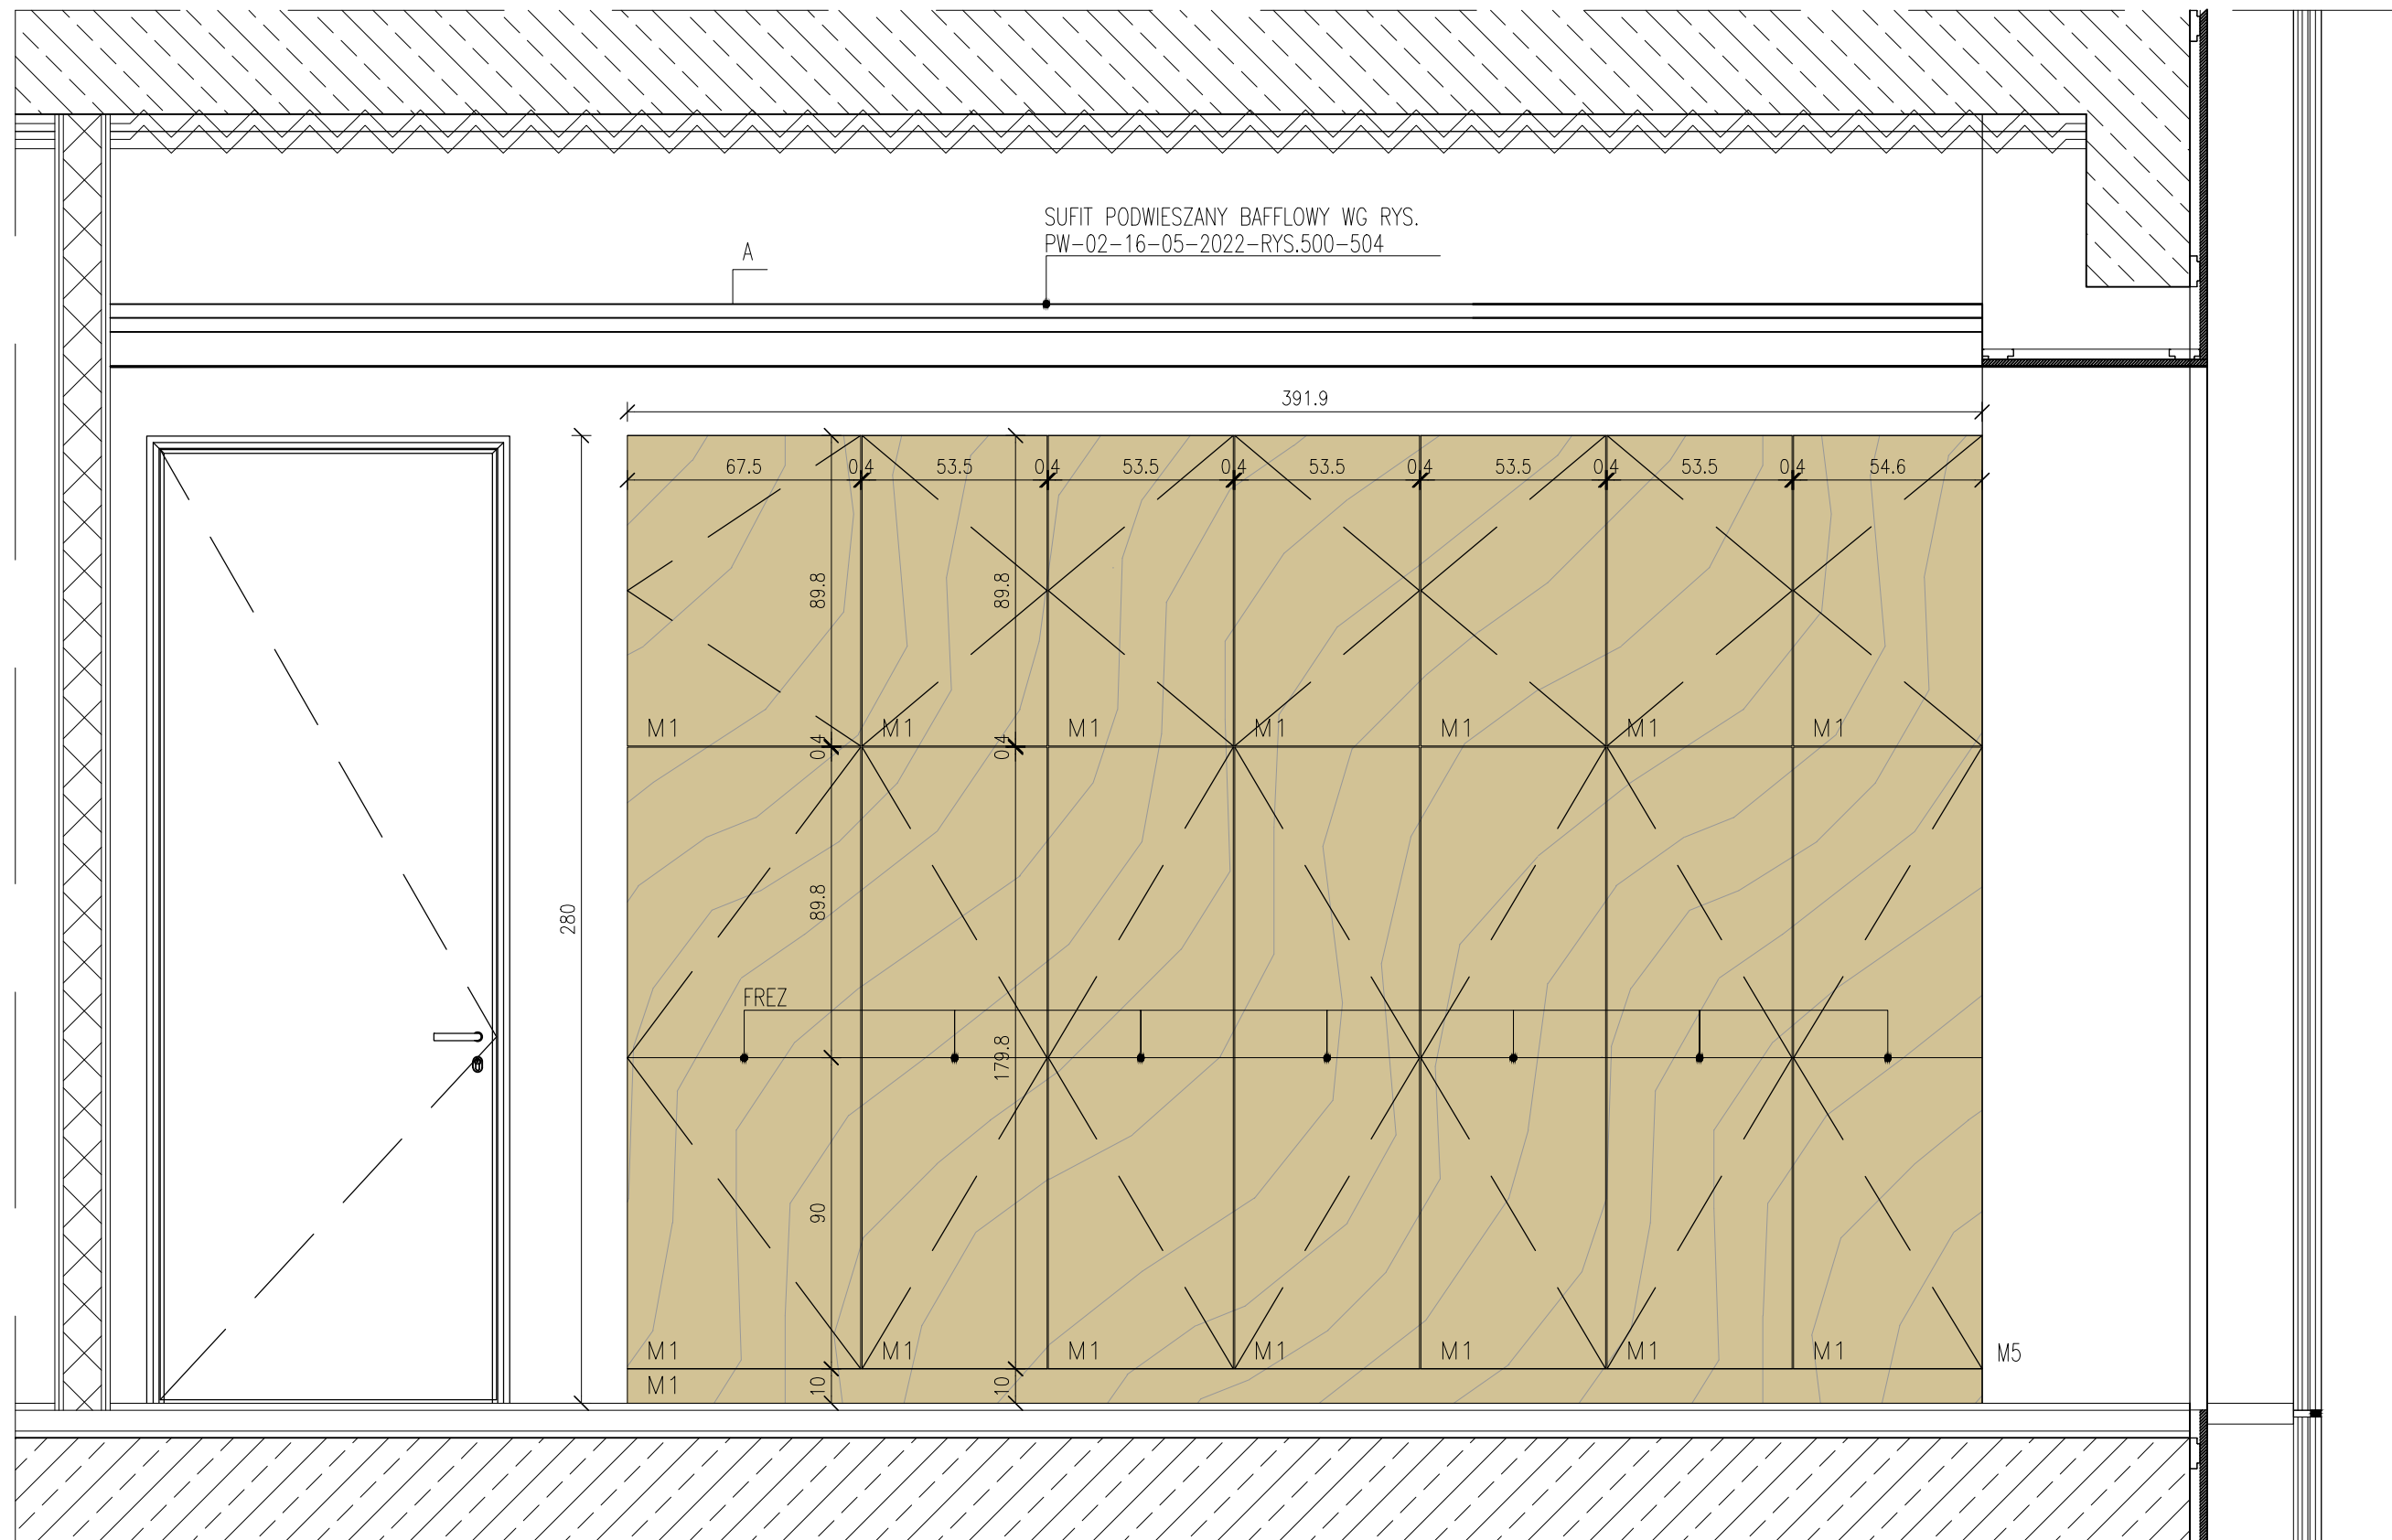 SUFIT PODWIESZANY BAFFLOWY WG RYS.
PW-02-16-05-2022-RYS.500-504
A
391.9
67.5 0.4 53.5 0.4 53.5 0.4 53.5 0.4 53.5 0.4 53.5 0.4 54.6
89.8 89.8
M1 M1 M1 M1 M1 M1 M1
0.4 0.4
280
89.8
FREZ
179.8
90
M1 M1 M1 M1 M1 M1 M1 M5
M1 10 10